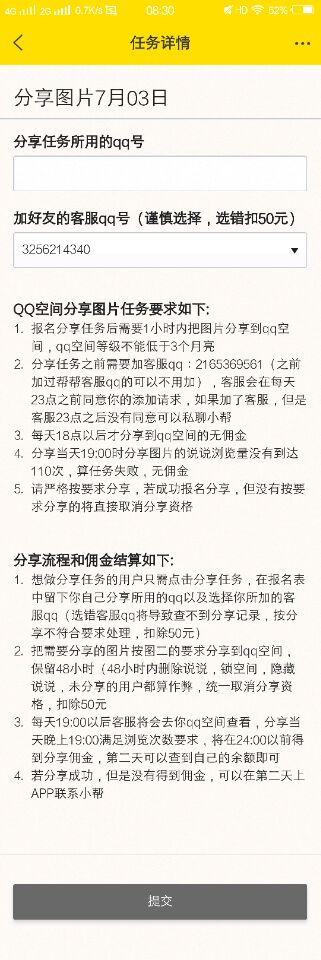 4G 2G 0.7K/s 08:30 HD 52%
任务详情
分享图片7月03日
分享任务所用的qq号
加好友的客服qq号（谨慎选择，选错扣50元）
3256214340
QQ空间分享图片任务要求如下:
1. 报名分享任务后需要1小时内把图片分享到qq空
间，qq空间等级不能低于3个月亮
2. 分享任务之前需要加客服qq：2165369561（之前
加过帮帮客服qq的可以不用加），客服会在每天
23点之前同意你的添加请求，如果加了客服，但是
客服23点之后没有同意可以私聊小帮
3. 每天18点以后才分享到qq空间的无佣金
4. 分享当天19:00时分享图片的说说浏览量没有到达
110次，算任务失败，无佣金
5. 请严格按要求分享，若成功报名分享，但没有按要
求分享的将直接取消分享资格
分享流程和佣金结算如下:
1. 想做分享任务的用户只需点击分享任务，在报名表
中留下你自己分享所用的qq以及选择你所加的客
服qq（选错客服qq将导致查不到分享记录，按分
享不符合要求处理，扣除50元）
2. 把需要分享的图片按图二的要求分享到qq空间，
保留48小时（48小时内删除说说，锁空间，隐藏
说说，未分享的用户都算作弊，统一取消分享资
格，扣除50元
3. 每天19:00以后客服将会去你qq空间查看，分享当
天晚上19:00满足浏览次数要求，将在24:00以前得
到分享佣金，第二天可以查到自己的余额即可
4. 若分享成功，但是没有得到佣金，可以在第二天上
APP联系小帮
提交